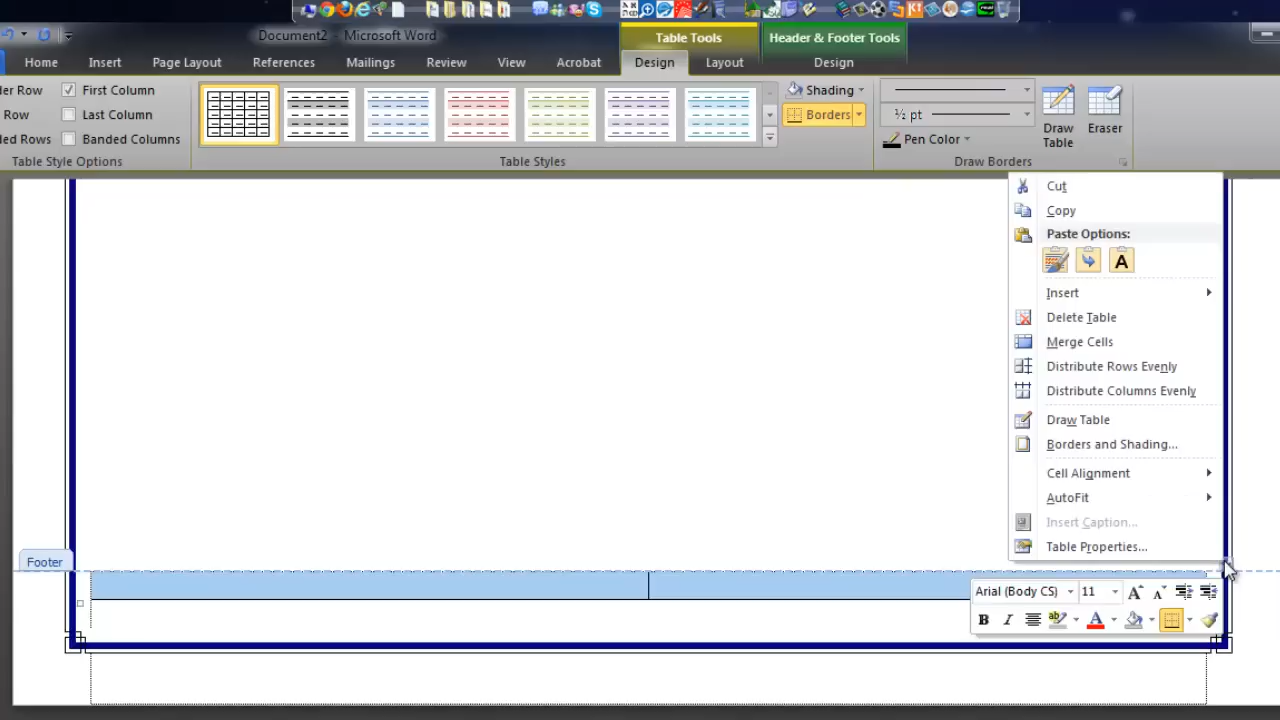 Document2 - Microsoft Word
Table Tools
Header & Footer Tools
Home
Insert
Page Layout
References
Mailings
Review
View
Acrobat
Design
Layout
Design
der Row
First Column
Row
Last Column
ded Rows
Banded Columns
Table Style Options
Table Styles
Shading
Borders
½ pt
Pen Color
Draw Table
Eraser
Draw Borders
Cut
Copy
Paste Options:
A
Insert
Delete Table
Merge Cells
Distribute Rows Evenly
Distribute Columns Evenly
Draw Table
Borders and Shading...
Cell Alignment
AutoFit
Insert Caption...
Table Properties...
Footer
Arial (Body CS)
11
A A
B I
ab A